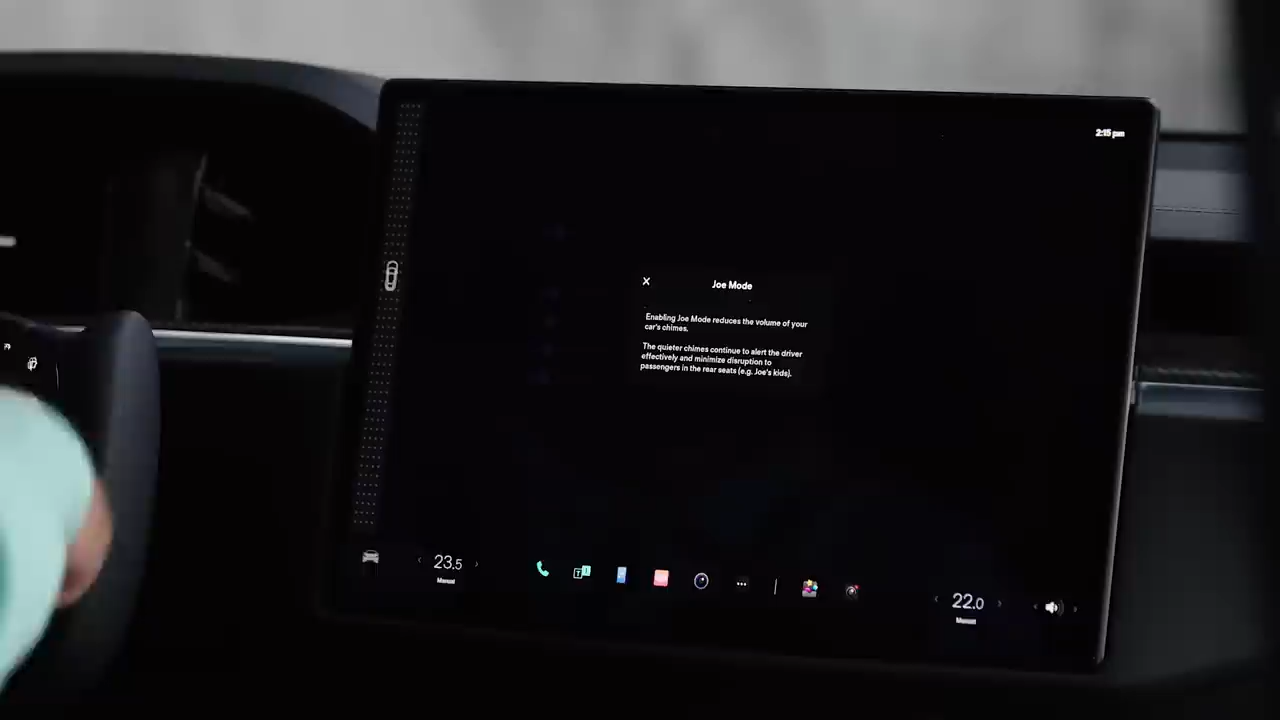 2:15 pm
Joe Mode
Enabling Joe Mode reduces the volume of your
car's chimes.
The quieter chimes continue to alert the driver
effectively and minimize disruption to
passengers in the rear seats (e.g. Joe's kids).
23.5
Manual
22.0
Manual